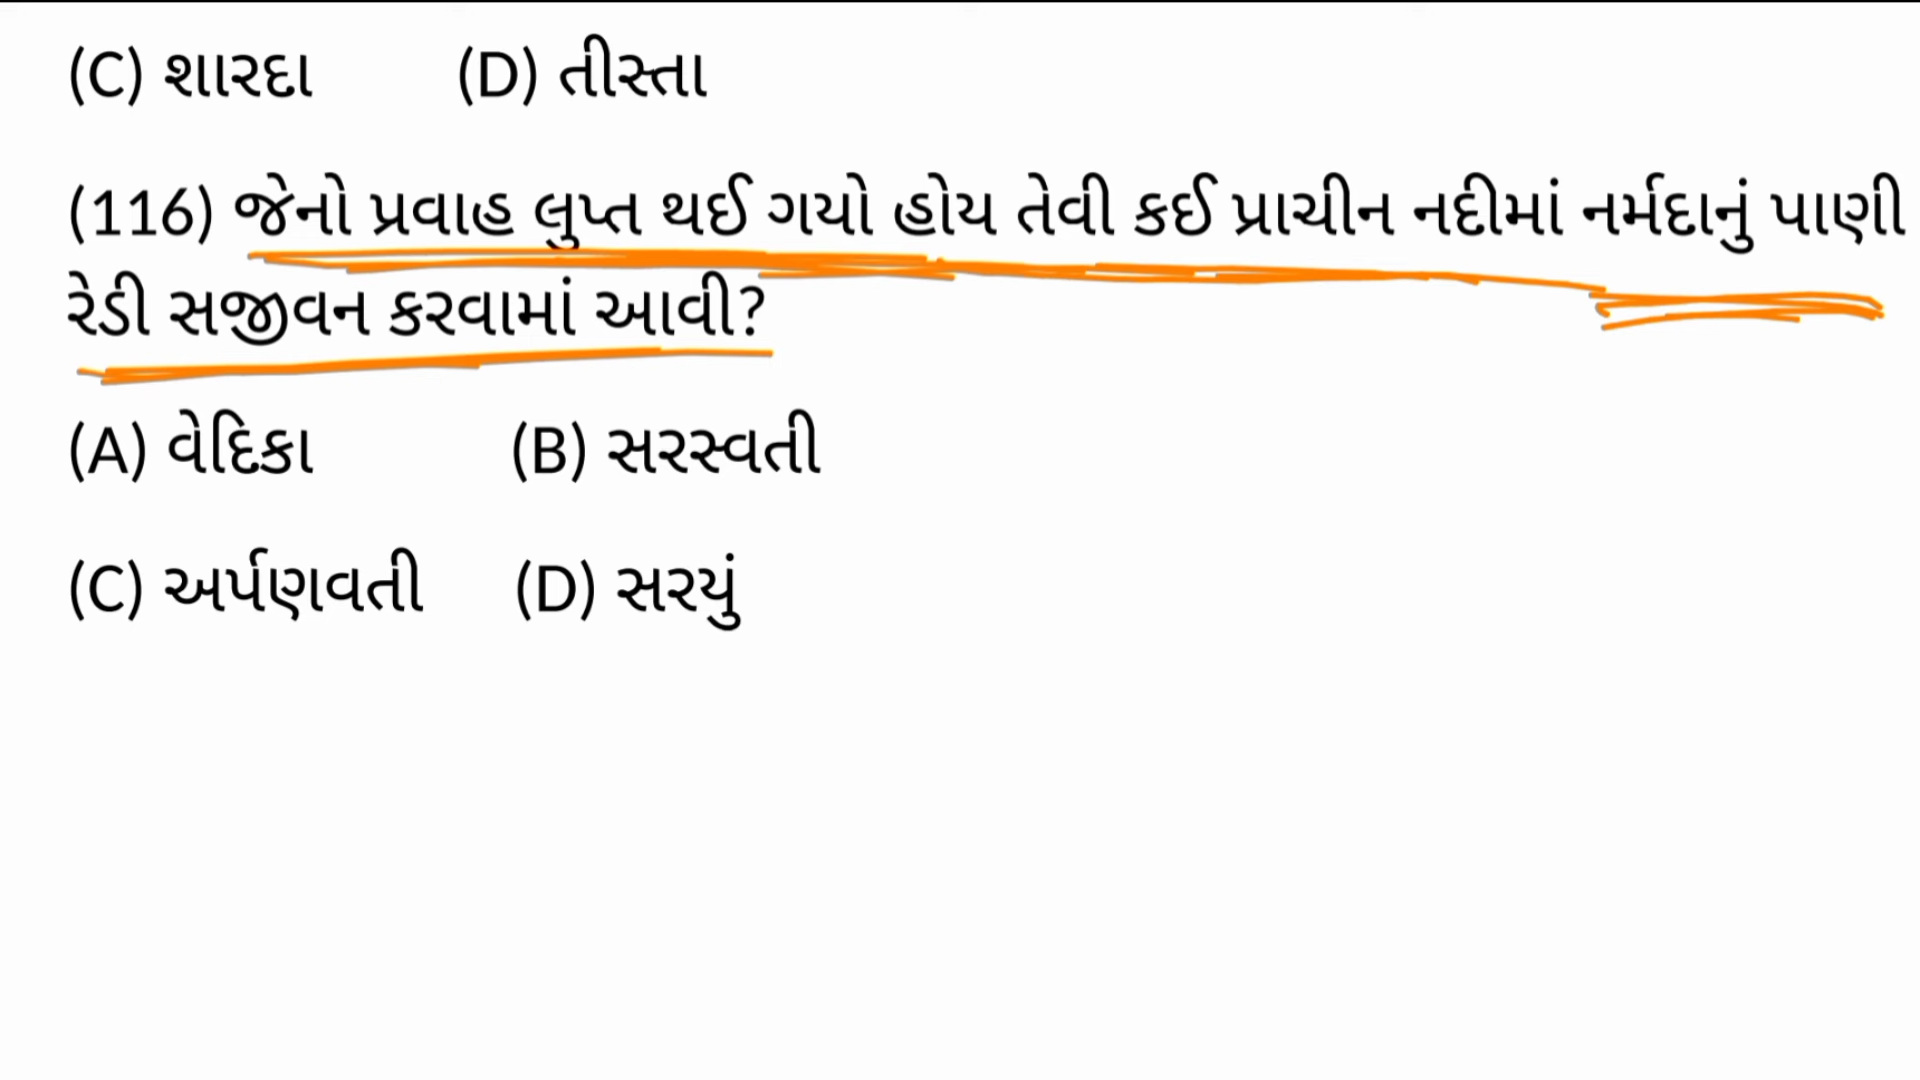 (C) શારદા (D) તીસ્તા
(116) જેનો પ્રવાહ લુપ્ત થઈ ગયો હોય તેવી કઈ પ્રાચીન નદીમાં નર્મદાનું પાણી
રેડી સજીવન કરવામાં આવી?
(A) વેદિકા (B) સરસ્વતી
(C) અર્પણવતી (D) સરયું